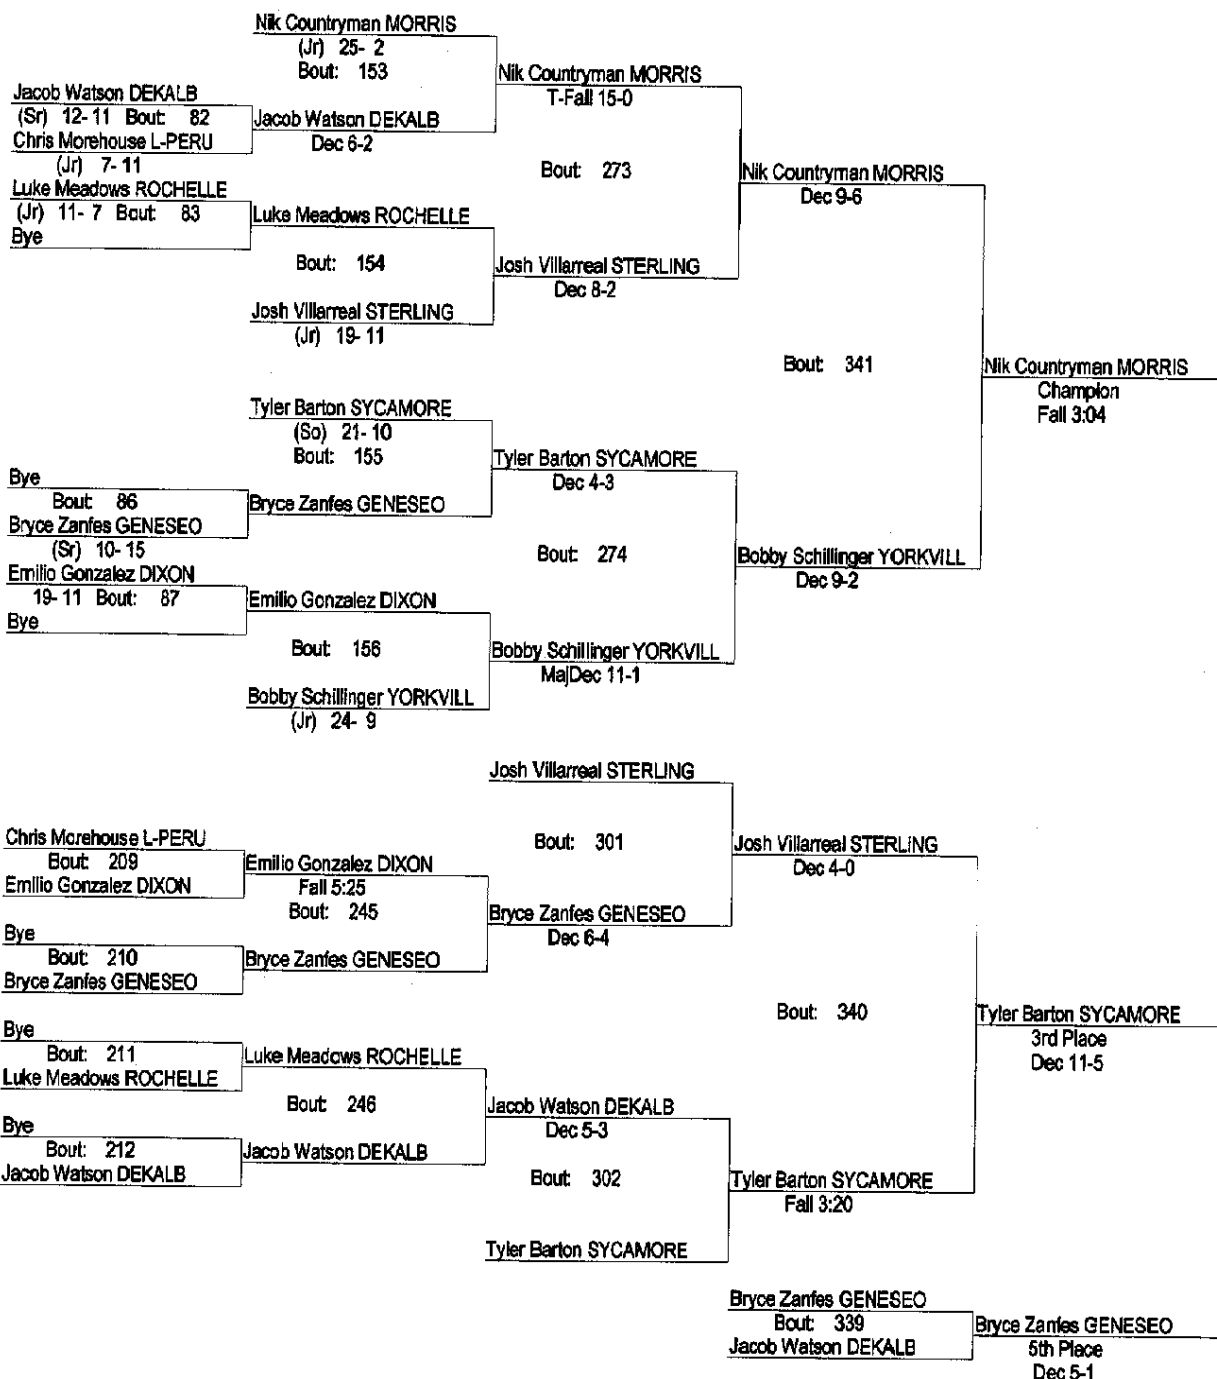 Nik Countryman MORRIS
(Jr) 25- 2
Bout: 153
Nik Countryman MORRIS
T-Fall 15-0
Jacob Watson DEKALB
(Sr) 12- 11 Bout: 82
Jacob Watson DEKALB
Dec 6-2
Chris Morehouse L-PERU
(Jr) 7- 11
Bout: 273
Nik Countryman MORRIS
Dec 9-6
Luke Meadows ROCHELLE
(Jr) 11- 7 Bout: 83
Luke Meadows ROCHELLE
Bye
Bout: 154
Josh Villarreal STERLING
Dec 8-2
Josh Villarreal STERLING
(Jr) 19- 11
Bout: 341
Nik Countryman MORRIS
Champion
Fall 3:04
Tyler Barton SYCAMORE
(So) 21- 10
Bout: 155
Tyler Barton SYCAMORE
Dec 4-3
Bye
Bout: 86
Bryce Zanfes GENESEO
Bryce Zanfes GENESEO
(Sr) 10- 15
Bout: 274
Bobby Schillinger YORKVILL
Dec 9-2
Emilio Gonzalez DIXON
19- 11 Bout: 87
Emilio Gonzalez DIXON
Bye
Bout: 156
Bobby Schillinger YORKVILL
MajDec 11-1
Bobby Schillinger YORKVILL
(Jr) 24- 9
Josh Villarreal STERLING
Chris Morehouse L-PERU
Bout: 209
Emilio Gonzalez DIXON
Emilio Gonzalez DIXON
Fall 5:25
Bout: 245
Bout: 301
Josh Villarreal STERLING
Dec 4-0
Bryce Zanfes GENESEO
Dec 6-4
Bye
Bout: 210
Bryce Zanfes GENESEO
Bryce Zanfes GENESEO
Bout: 340
Tyler Barton SYCAMORE
3rd Place
Dec 11-5
Bye
Bout: 211
Luke Meadows ROCHELLE
Luke Meadows ROCHELLE
Bout: 246
Jacob Watson DEKALB
Dec 5-3
Bye
Bout: 212
Jacob Watson DEKALB
Jacob Watson DEKALB
Bout: 302
Tyler Barton SYCAMORE
Fall 3:20
Tyler Barton SYCAMORE
Bryce Zanfes GENESEO
Bout: 339
Jacob Watson DEKALB
Bryce Zanfes GENESEO
5th Place
Dec 5-1